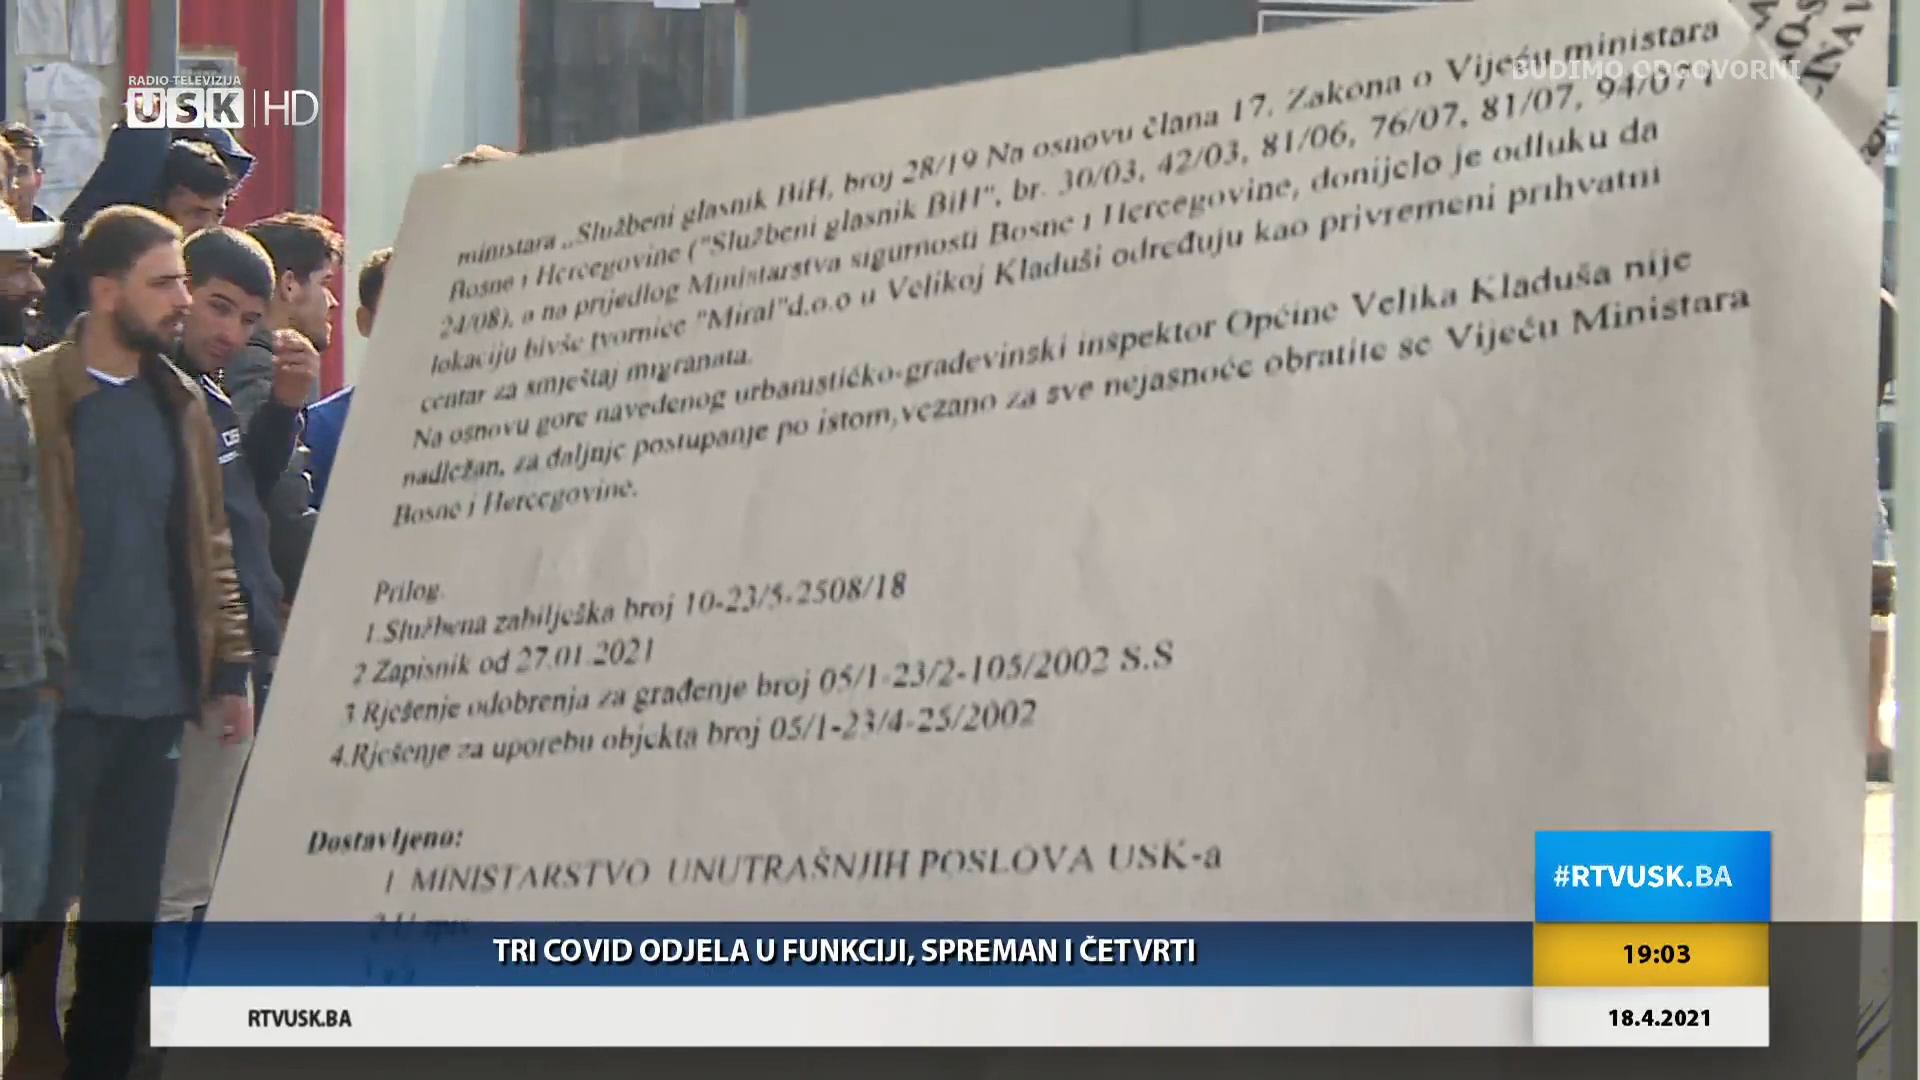 RADIO-TELEVIZIJA
USK HD
BUDIMO ODGOVORNI
ministara „Službeni glasnik BiH, broj 28/19 Na osnovu člana 17. Zakona o Vijeću ministara
Bosne i Hercegovine ("Službeni glasnik BiH", br. 30/03, 42/03, 81/06, 76/07, 81/07, 94/07 i
24/08), a na prijedlog Ministarstva sigurnosti Bosne i Hercegovine, donijelo je odluku da
lokaciju bivše tvornice "Miral"d.o.o u Velikoj Kladuši određuju kao privremeni prihvatni
centar za smještaj migranata.
Na osnovu gore navedenog urbanističko-građevinski inspektor Općine Velika Kladuša nije
nadležan, za daljnje postupanje po istom,vezano za sve nejasnoće obratite se Vijeću Ministara
Bosne i Hercegovine.
Prilog.
1.Službena zabilješka broj 10-23/5-2508/18
2 Zapisnik od 27.01.2021
3 Rješenje odobrenja za građenje broj 05/1-23/2-105/2002 S.S
4.Rješenje za uporebu objekta broj 05/1-23/4-25/2002
Dostavljeno:
1 MINISTARSTVO UNUTRAŠNJIH POSLOVA USK-a
#RTVUSK.BA
TRI COVID ODJELA U FUNKCIJI, SPREMAN I ČETVRTI
19:03
RTVUSK.BA
18.4.2021